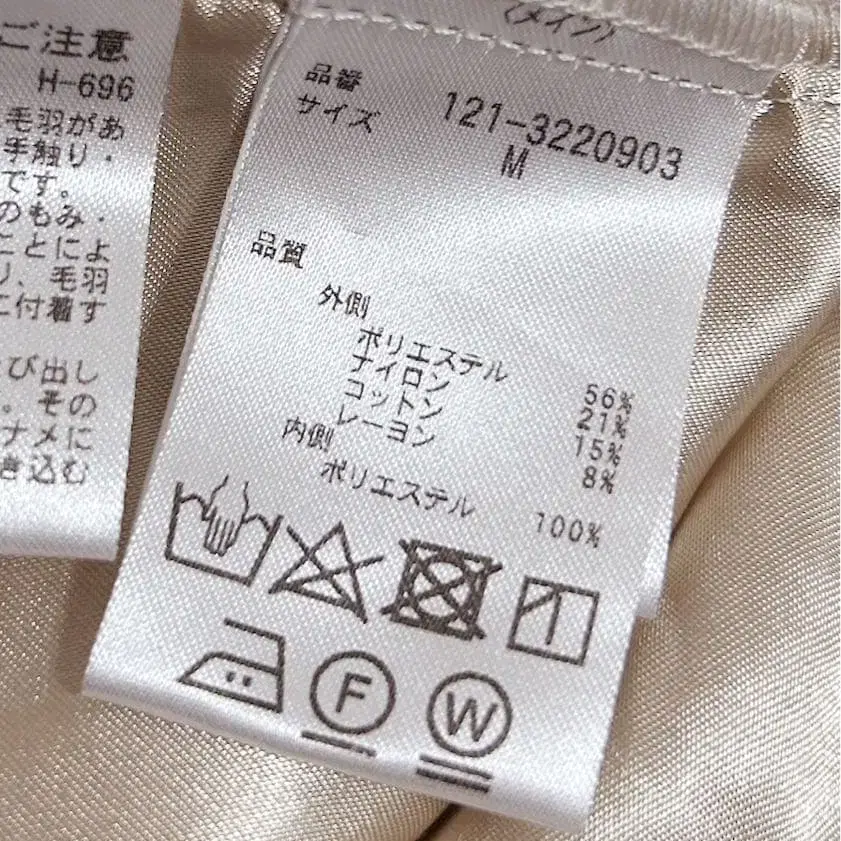 ご注意
H-696
毛羽があ
手触り・
です。
のもみ・
ことによ
り、毛羽
に付着す
び出し
。その
ナメに
き込む
(メイン)
品番 121-3220903
サイズ M
品質
外側
ポリエステル 56%
ナイロン 21%
コットン 15%
レーヨン 8%
内側
ポリエステル 100%
F
W